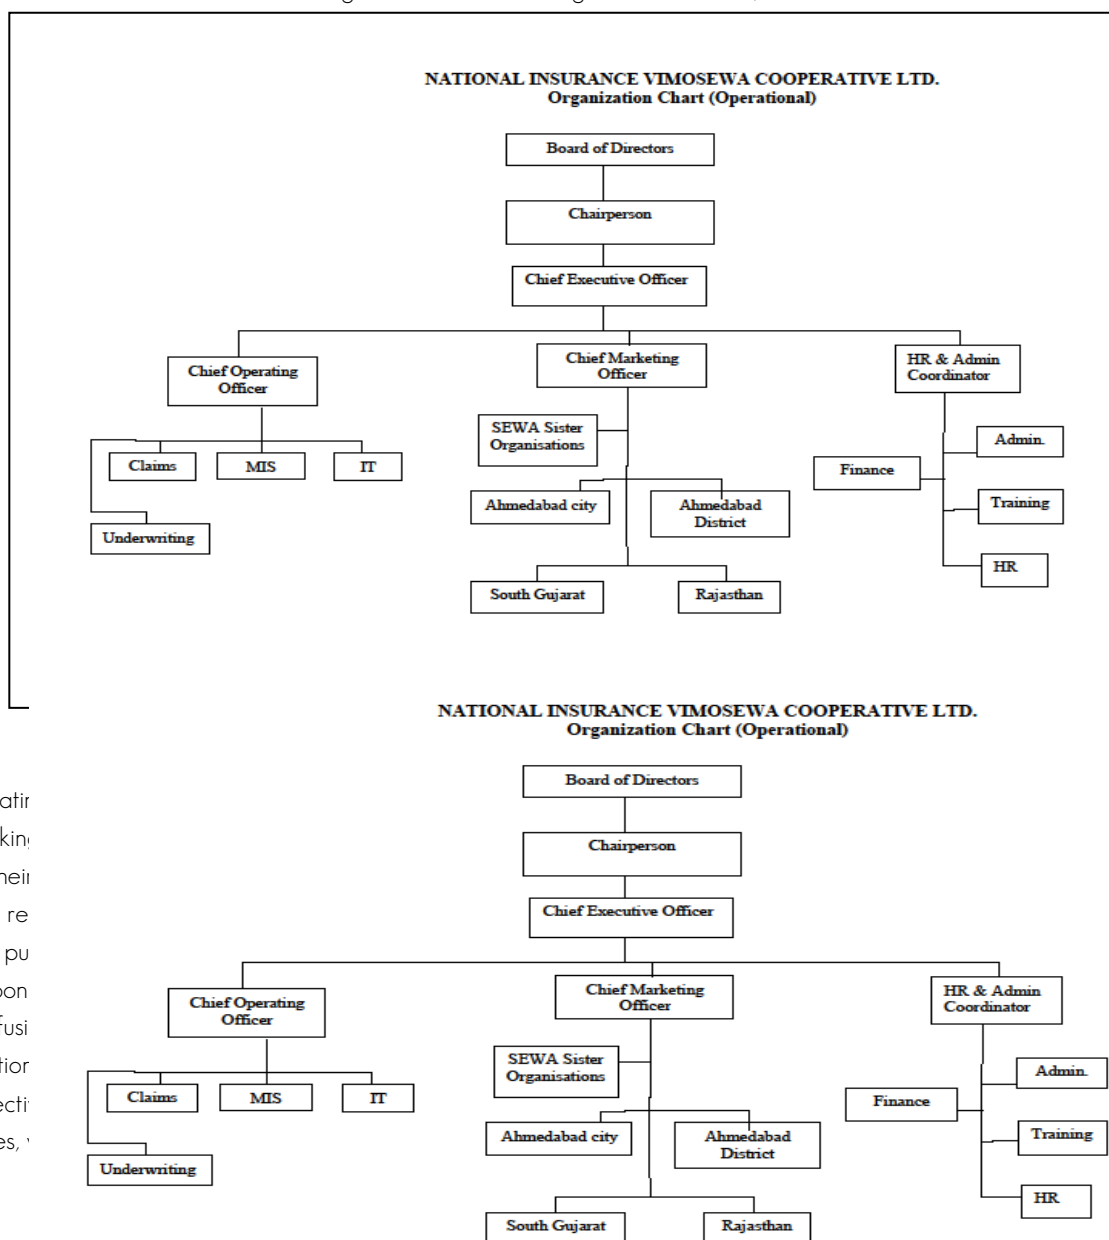 NATIONAL INSURANCE VIMOSEWA COOPERATIVE LTD.
Organization Chart (Operational)
Board of Directors
Chairperson
Chief Executive Officer
Chief Operating
Officer
Chief Marketing
Officer
HR & Admin
Coordinator
SEWA Sister
Organisations
Admin.
Claims
MIS
IT
Finance
Ahmedabad city
Ahmedabad
District
Training
Underwriting
HR
South Gujarat
Rajasthan
NATIONAL INSURANCE VIMOSEWA COOPERATIVE LTD.
Organization Chart (Operational)
Board of Directors
Chairperson
Chief Executive Officer
Chief Operating
Officer
Chief Marketing
Officer
HR & Admin
Coordinator
SEWA Sister
Organisations
Admin.
Claims
MIS
IT
Finance
Ahmedabad city
Ahmedabad
District
Training
Underwriting
HR
South Gujarat
Rajasthan